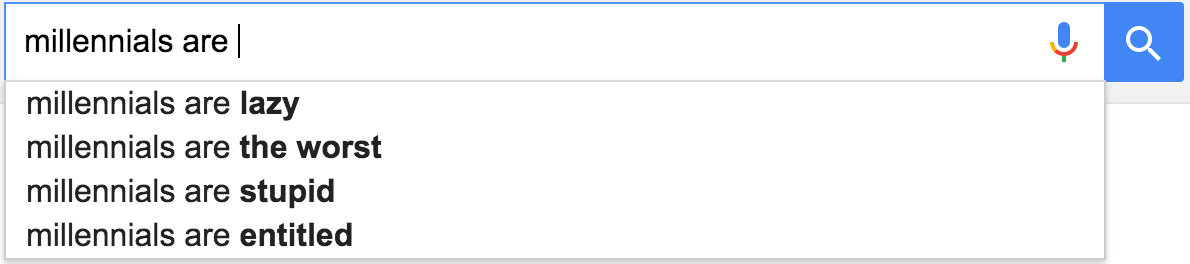 millennials are
millennials are lazy
millennials are the worst
millennials are stupid
millennials are entitled